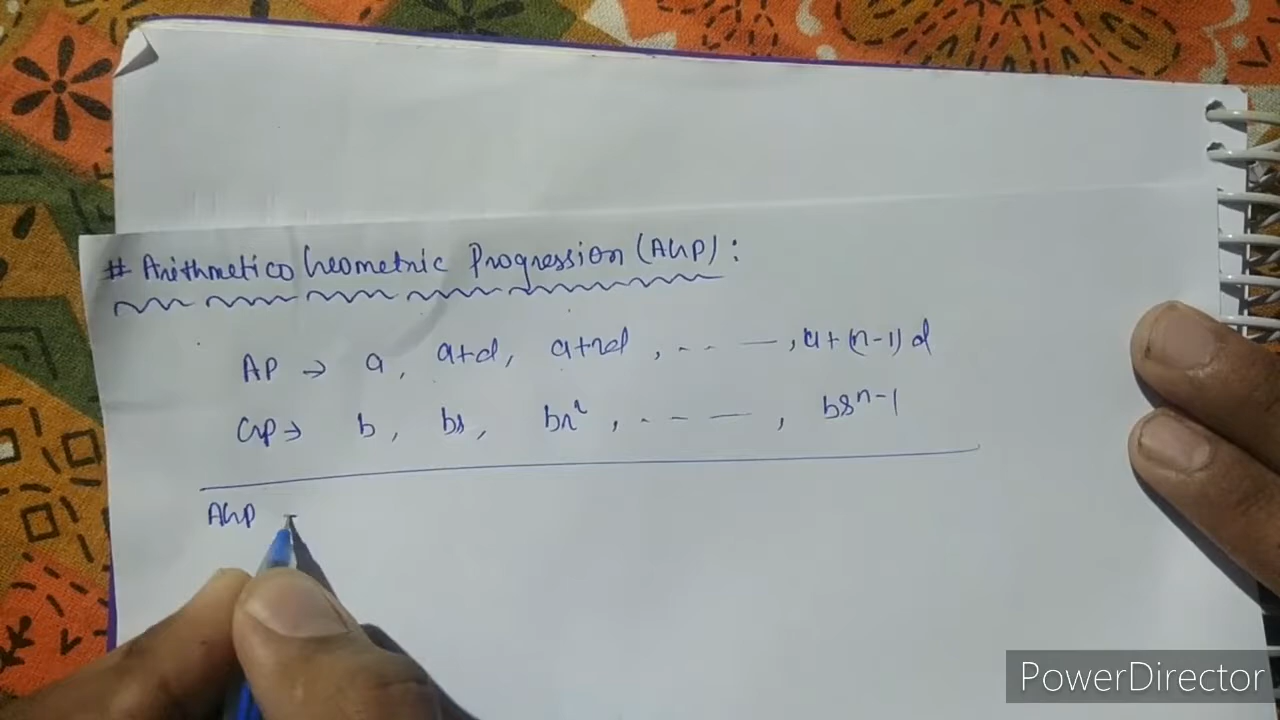 # Arithmetico Geometric Progression (AGP) :
AP → a, a+d, a+2d, ..—, a + (n-1) d
GP → b, br, br², ..—, br^n-1
AGP
PowerDirector